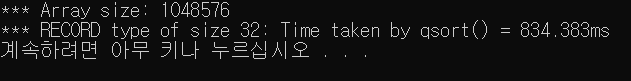 *** Array size: 1048576
*** RECORD type of size 32: Time taken by qsort() = 834.383ms
계속하려면 아무 키나 누르십시오 . . .